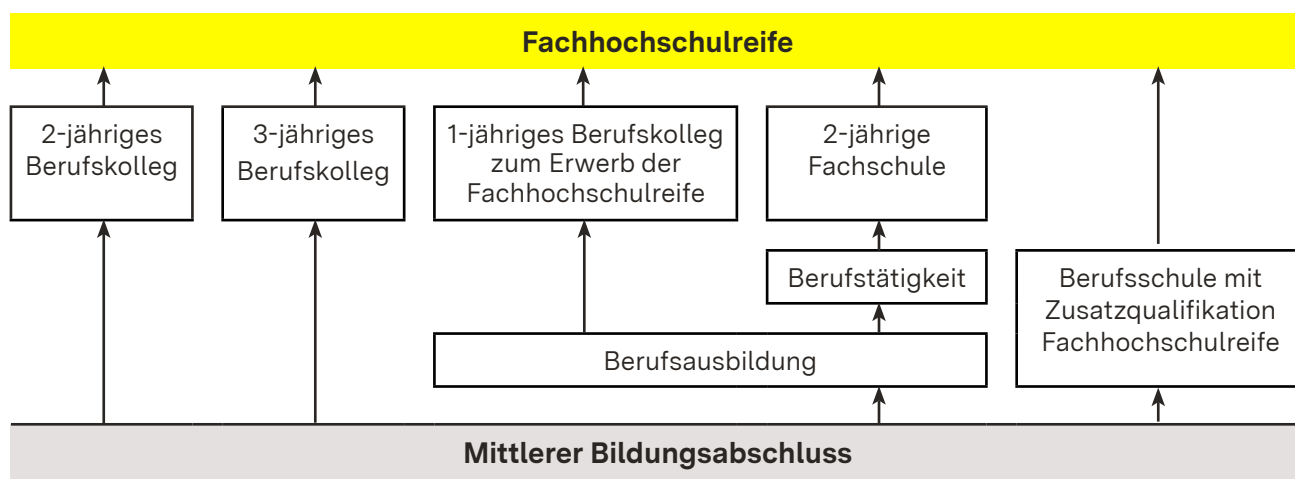 Fachhochschulreife
2-jähriges
Berufskolleg
3-jähriges
Berufskolleg
1-jähriges Berufskolleg
zum Erwerb der
Fachhochschulreife
2-jährige
Fachschule
Berufstätigkeit
Berufsschule mit
Zusatzqualifikation
Fachhochschulreife
Berufsausbildung
Mittlerer Bildungsabschluss